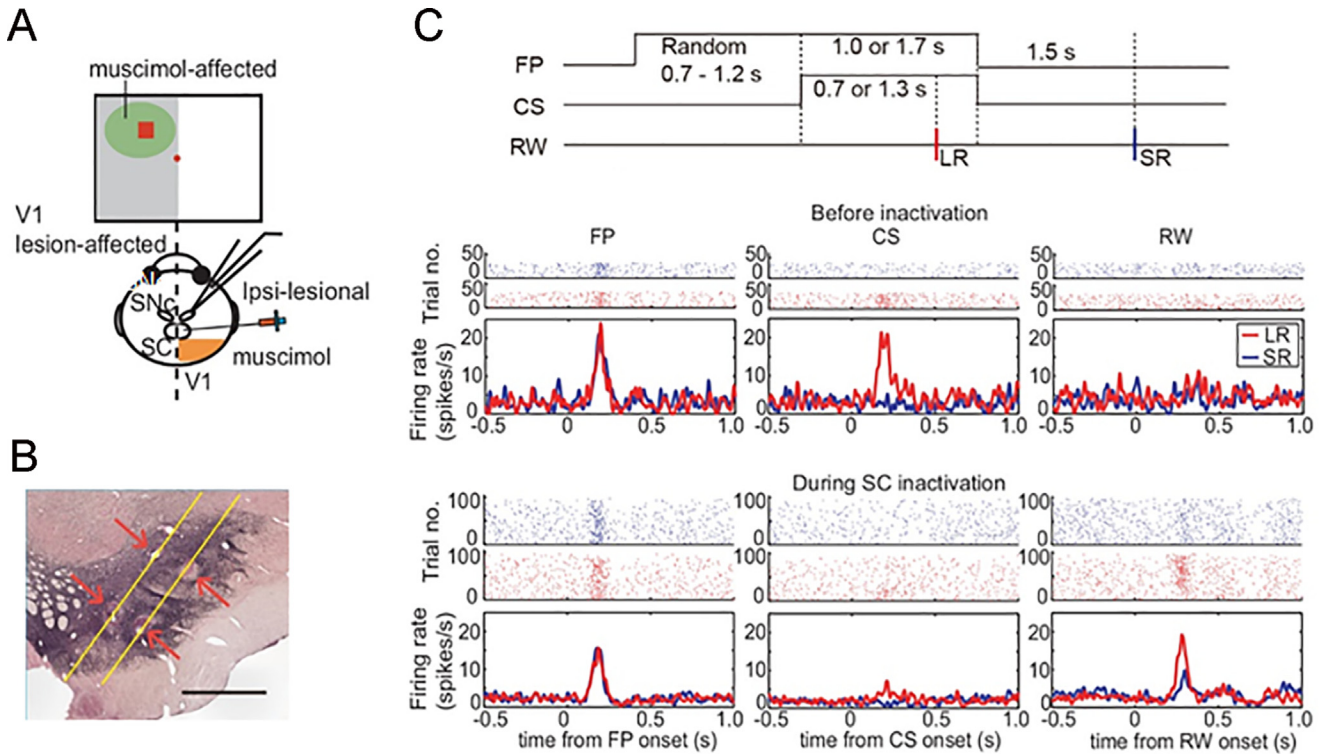 A
muscimol-affected
V1
lesion-affected
SNc
Ipsi-lesional
SC
muscimol
V1
B
C
FP
Random
0.7 - 1.2 s
1.0 or 1.7 s
1.5 s
CS
0.7 or 1.3 s
RW
LR
SR
Before inactivation
FP
CS
RW
Trial no.
50
0
50
0
50
0
50
0
50
0
50
0
Firing rate
(spikes/s)
20
10
0
20
10
0
20
10
0
LR
SR
-0.5
0
0.5
1.0
-0.5
0
0.5
1.0
-0.5
0
0.5
1.0
During SC inactivation
Trial no.
100
0
100
0
100
0
100
0
100
0
100
0
Firing rate
(spikes/s)
20
10
0
20
10
0
20
10
0
-0.5
0
0.5
1.0
-0.5
0
0.5
1.0
-0.5
0
0.5
1.0
time from FP onset (s)
time from CS onset (s)
time from RW onset (s)